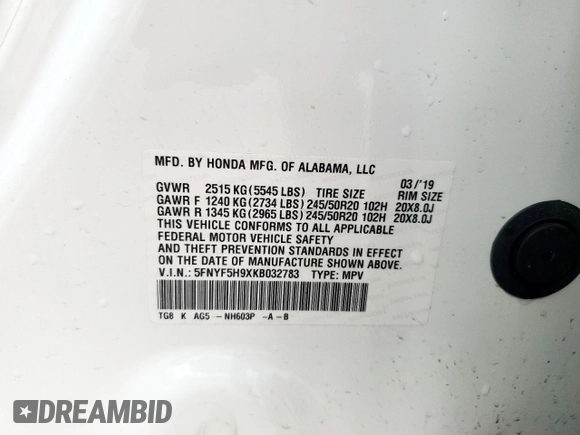 MFD. BY HONDA MFG. OF ALABAMA, LLC
03/'19
GVWR 2515 KG (5545 LBS) TIRE SIZE RIM SIZE
GAWR F 1240 KG (2734 LBS) 245/50R20 102H 20X8.0J
GAWR R 1345 KG (2965 LBS) 245/50R20 102H 20X8.0J
THIS VEHICLE CONFORMS TO ALL APPLICABLE
FEDERAL MOTOR VEHICLE SAFETY
AND THEFT PREVENTION STANDARDS IN EFFECT
ON THE DATE OF MANUFACTURE SHOWN ABOVE.
V.I.N.: 5FNYF5H9XKB032783 TYPE: MPV
TG8 K AG5 - NH603P -A-B
DREAMBID